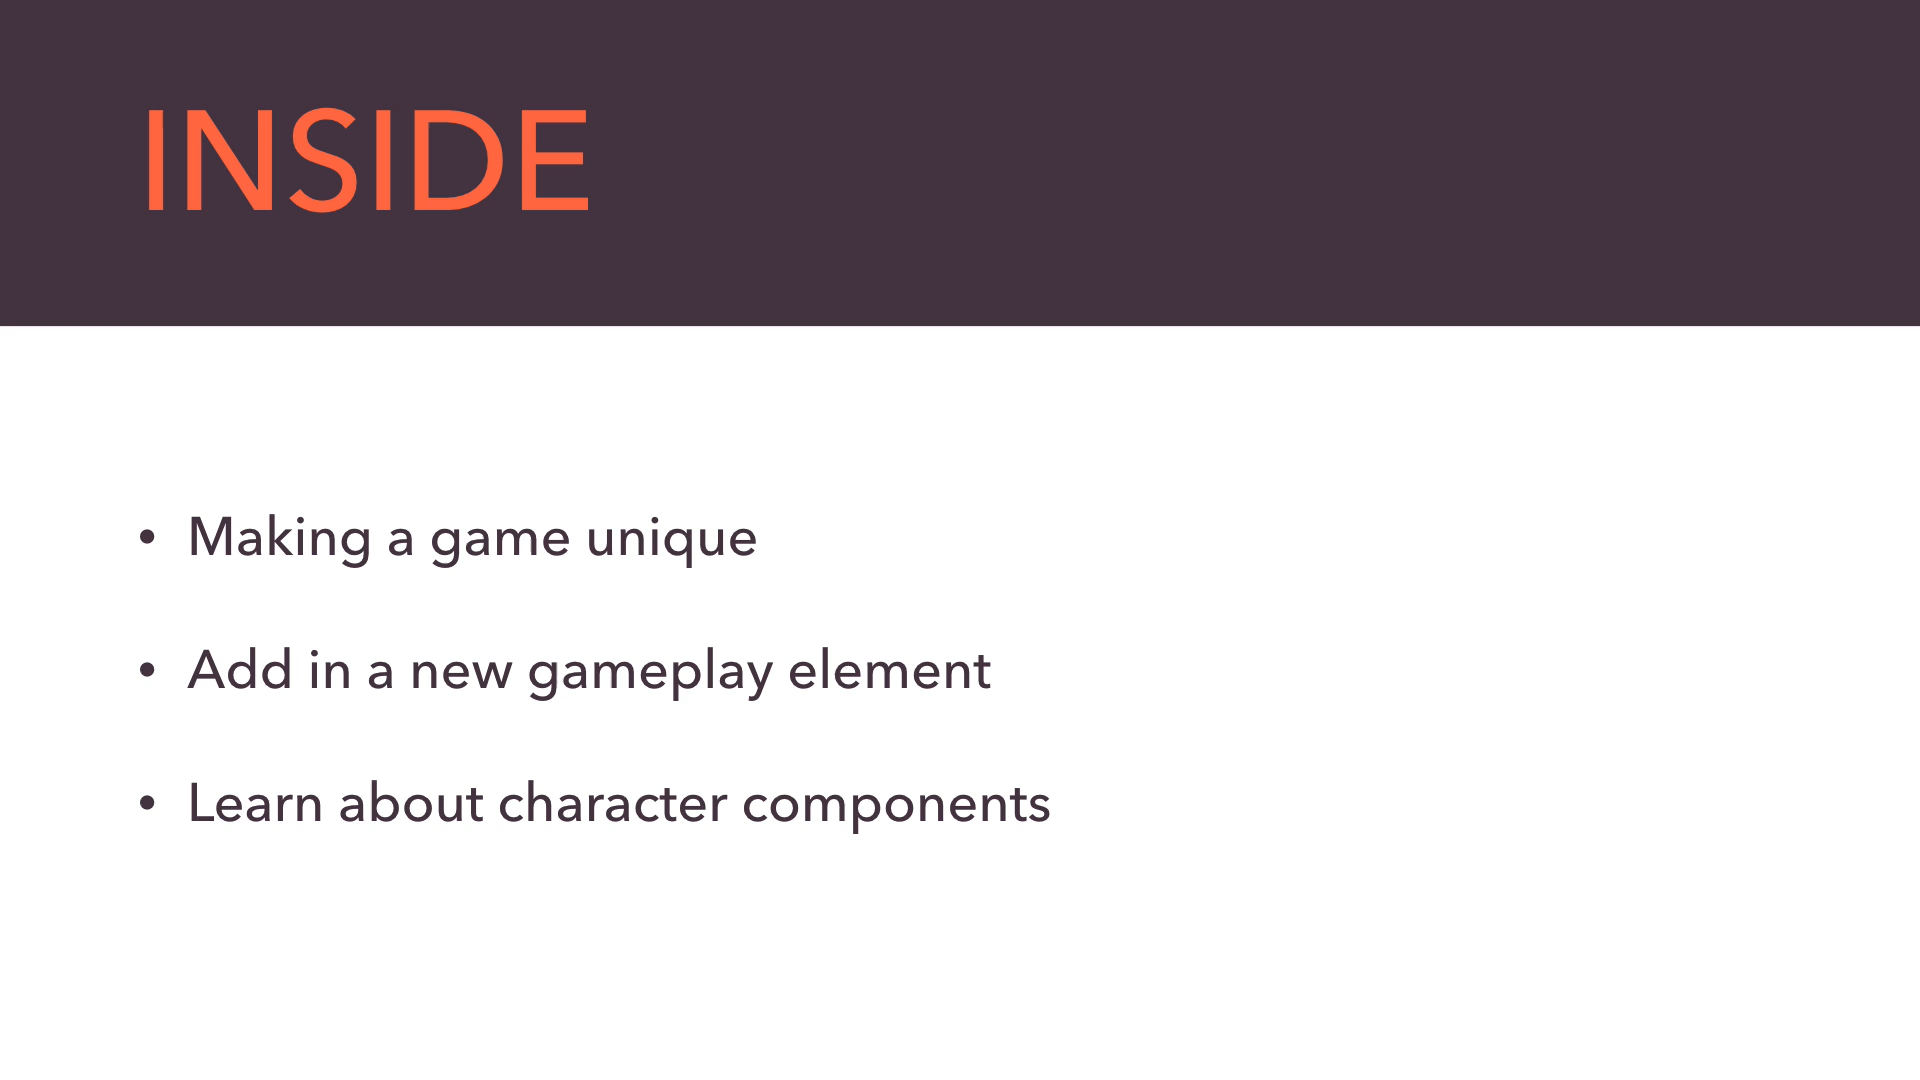 INSIDE
• Making a game unique
• Add in a new gameplay element
• Learn about character components